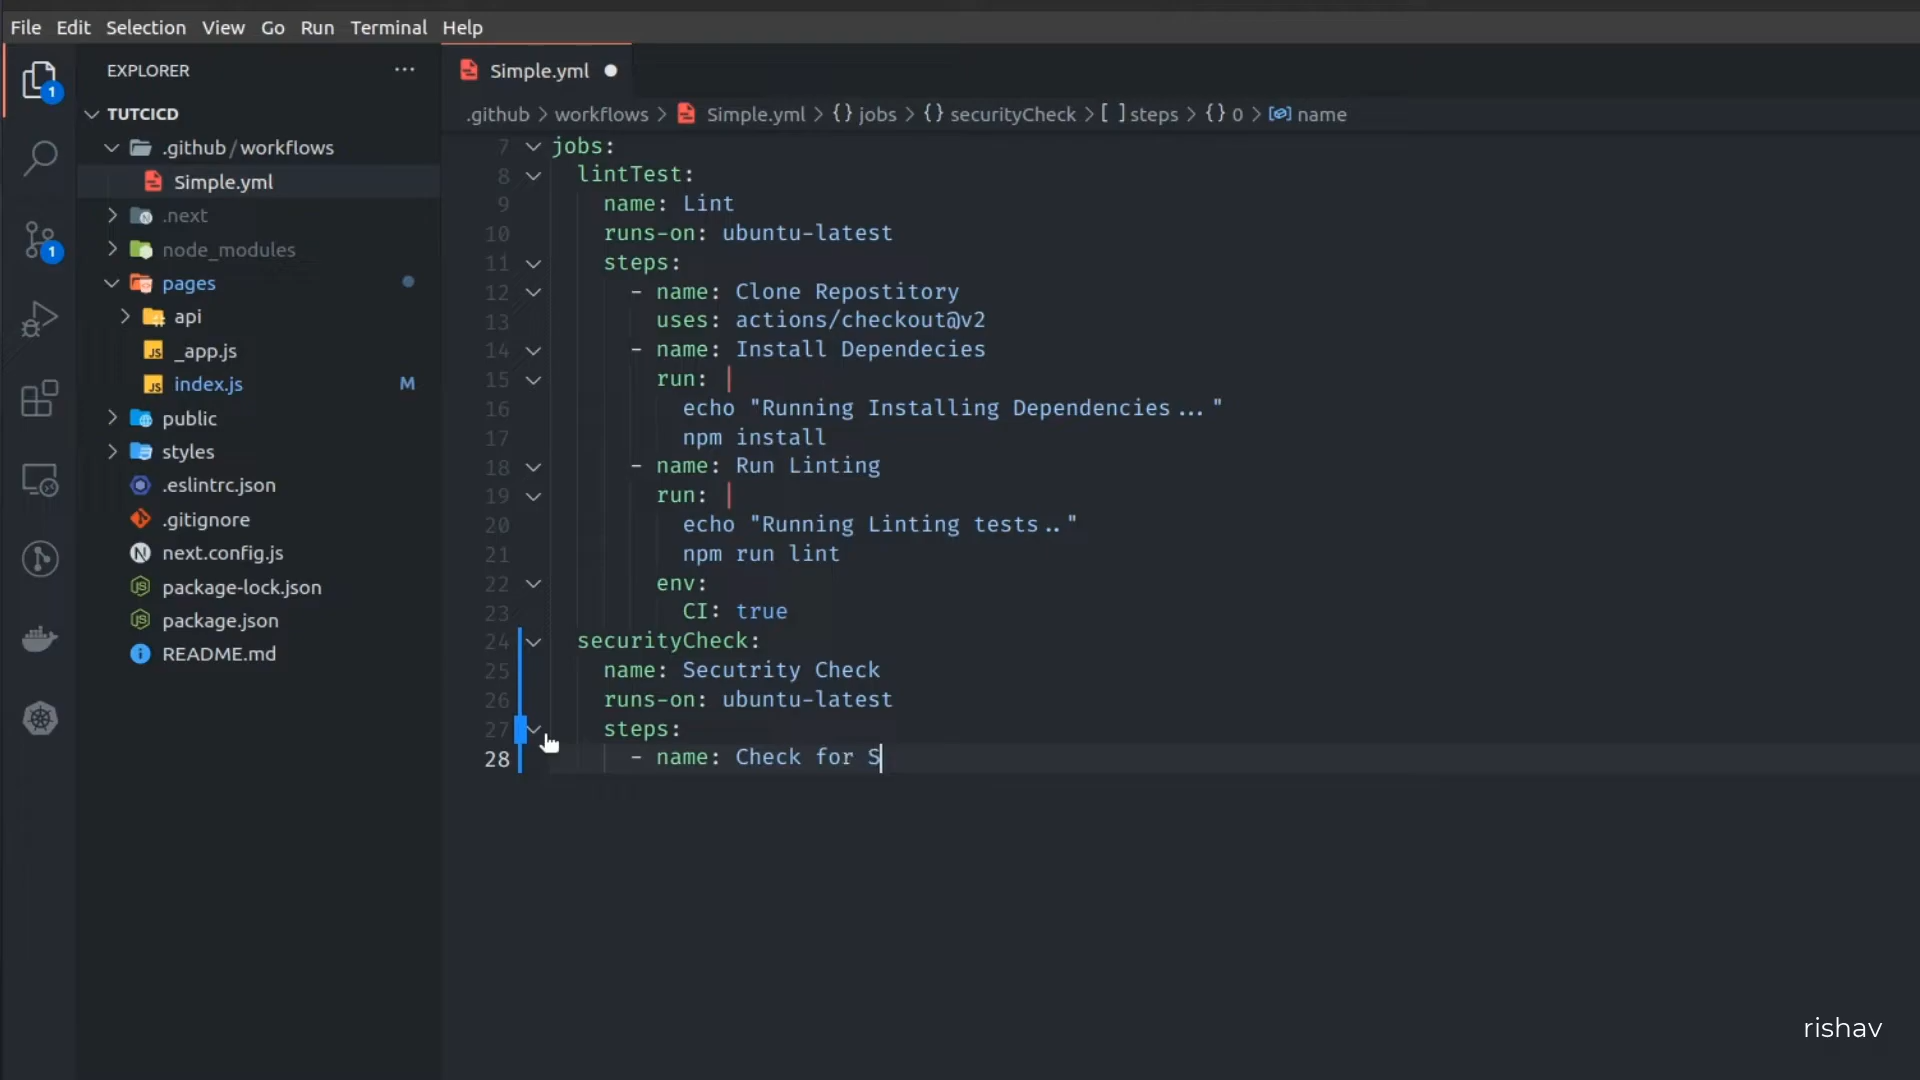 File Edit Selection View Go Run Terminal Help
EXPLORER ...
TUTCICD
.github/workflows
Simple.yml
.next
node_modules
pages
api
JS _app.js
JS index.js M
public
styles
.eslintrc.json
.gitignore
N next.config.js
JS package-lock.json
JS package.json
README.md
1
1
Simple.yml
.github > workflows > Simple.yml > {} jobs > {} securityCheck > [ ] steps > {} 0 > name
7 jobs:
8 lintTest:
9 name: Lint
10 runs-on: ubuntu-latest
11 steps:
12 - name: Clone Repostitory
13 uses: actions/checkout@v2
14 - name: Install Dependecies
15 run: |
16 echo "Running Installing Dependencies..."
17 npm install
18 - name: Run Linting
19 run: |
20 echo "Running Linting tests.."
21 npm run lint
22 env:
23 CI: true
24 securityCheck:
25 name: Secutrity Check
26 runs-on: ubuntu-latest
27 steps:
28 - name: Check for S
rishav